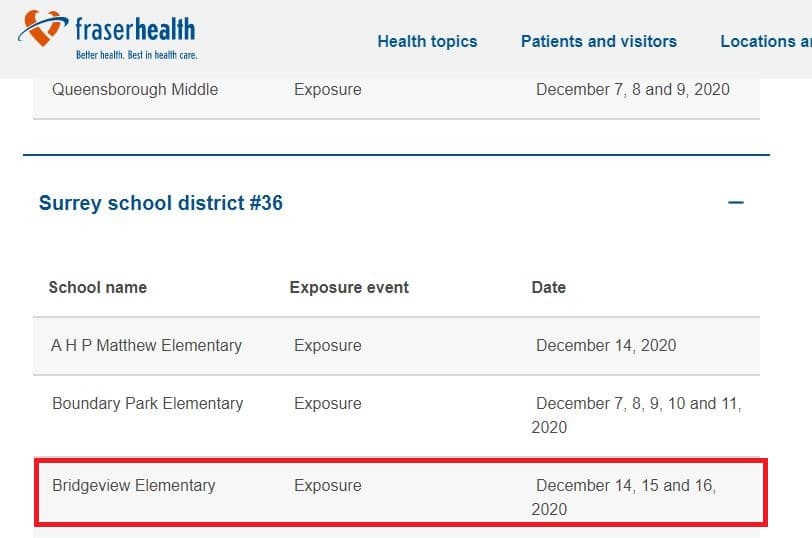 fraserhealth
Better health. Best in health care.
Health topics Patients and visitors Locations a
Queensborough Middle Exposure December 7, 8 and 9, 2020
Surrey school district #36
School name Exposure event Date
A H P Matthew Elementary Exposure December 14, 2020
Boundary Park Elementary Exposure December 7, 8, 9, 10 and 11,
2020
Bridgeview Elementary Exposure December 14, 15 and 16,
2020